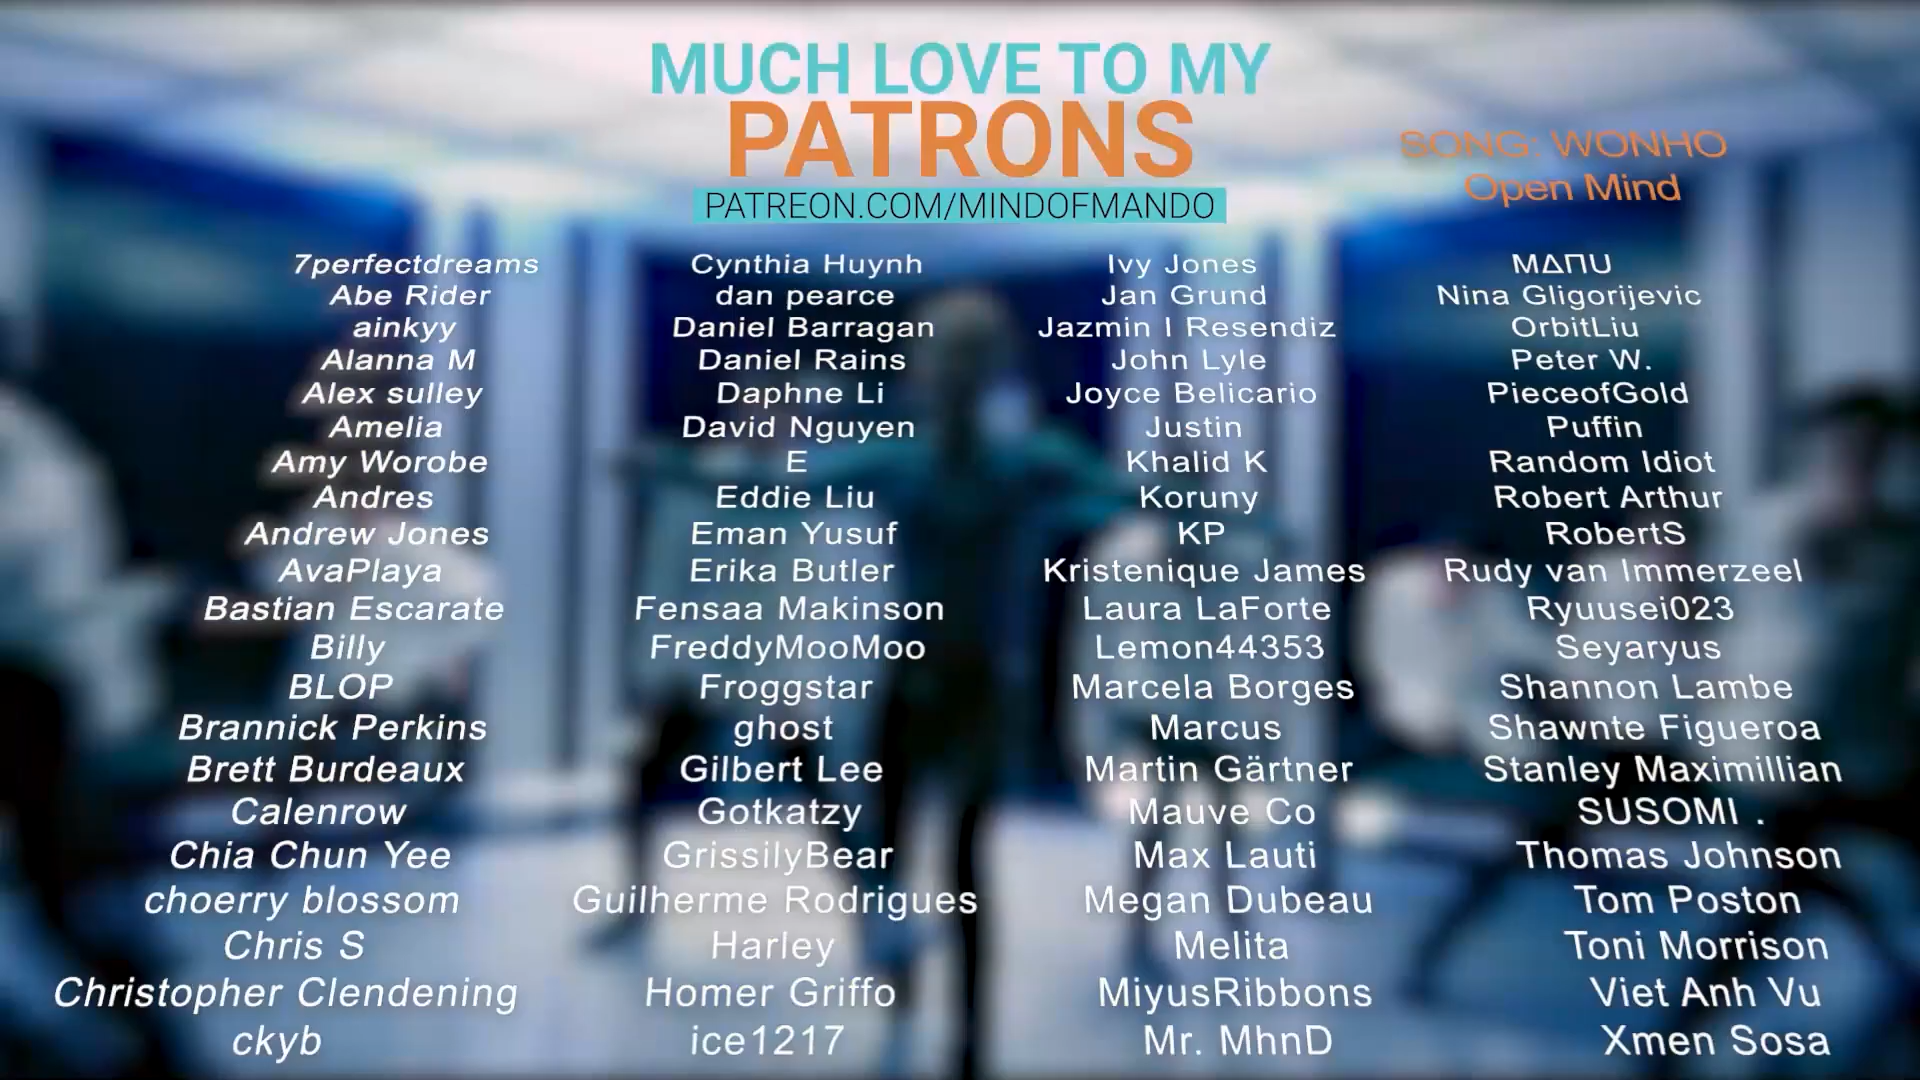 MUCH LOVE TO MY
PATRONS
PATREON.COM/MINDOFMANDO
SONG: WONHO
Open Mind
7perfectdreams
Abe Rider
ainkyy
Alanna M
Alex sulley
Amelia
Amy Worobe
Andres
Andrew Jones
AvaPlaya
Bastian Escarate
Billy
BLOP
Brannick Perkins
Brett Burdeaux
Calenrow
Chia Chun Yee
choerry blossom
Chris S
Christopher Clendening
ckyb
Cynthia Huynh
dan pearce
Daniel Barragan
Daniel Rains
Daphne Li
David Nguyen
E
Eddie Liu
Eman Yusuf
Erika Butler
Fensaa Makinson
FreddyMooMoo
Froggstar
ghost
Gilbert Lee
Gotkatzy
GrissilyBear
Guilherme Rodrigues
Harley
Homer Griffo
ice1217
Ivy Jones
Jan Grund
Jazmin I Resendiz
John Lyle
Joyce Belicario
Justin
Khalid K
Koruny
KP
Kristenique James
Laura LaForte
Lemon44353
Marcela Borges
Marcus
Martin Gärtner
Mauve Co
Max Lauti
Megan Dubeau
Melita
MiyusRibbons
Mr. MhnD
MΔΠU
Nina Gligorijevic
OrbitLiu
Peter W.
PieceofGold
Puffin
Random Idiot
Robert Arthur
RobertS
Rudy van Immerzeel
Ryuusei023
Seyaryus
Shannon Lambe
Shawnte Figueroa
Stanley Maximillian
SUSOMI .
Thomas Johnson
Tom Poston
Toni Morrison
Viet Anh Vu
Xmen Sosa